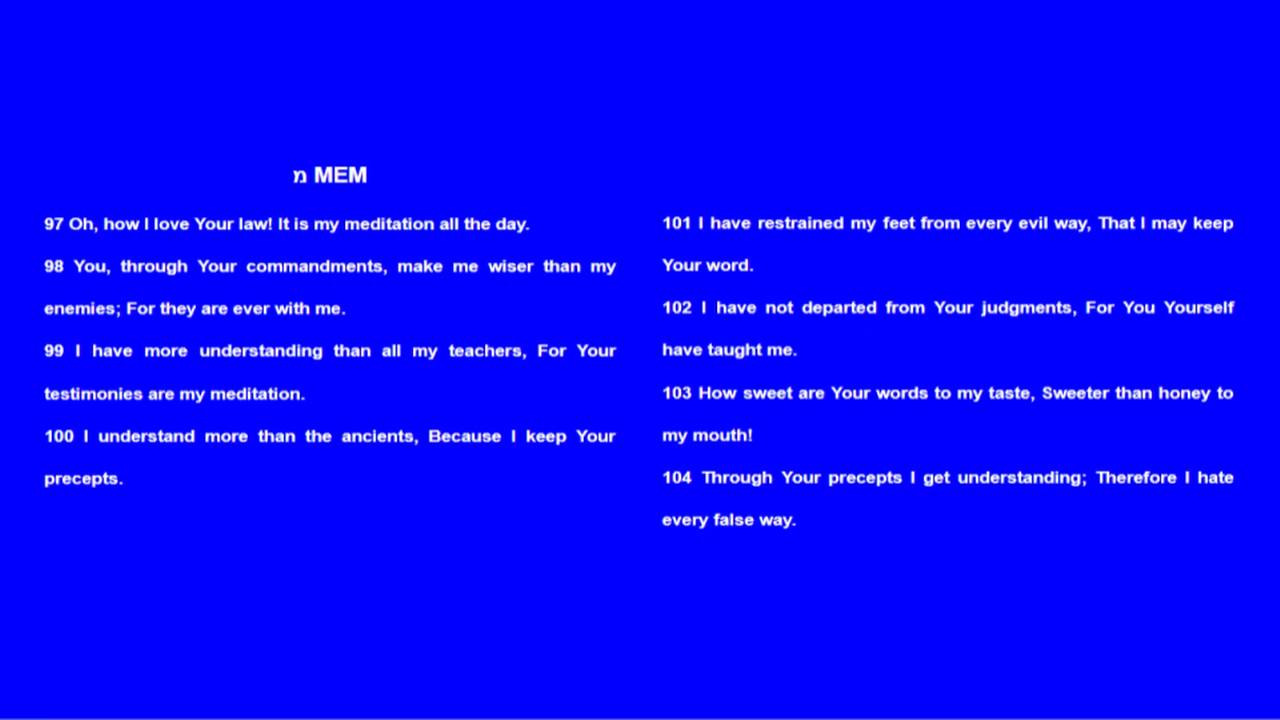 מ MEM
97 Oh, how I love Your law! It is my meditation all the day.
98 You, through Your commandments, make me wiser than my
enemies; For they are ever with me.
99 I have more understanding than all my teachers, For Your
testimonies are my meditation.
100 I understand more than the ancients, Because I keep Your
precepts.
101 I have restrained my feet from every evil way, That I may keep
Your word.
102 I have not departed from Your judgments, For You Yourself
have taught me.
103 How sweet are Your words to my taste, Sweeter than honey to
my mouth!
104 Through Your precepts I get understanding; Therefore I hate
every false way.